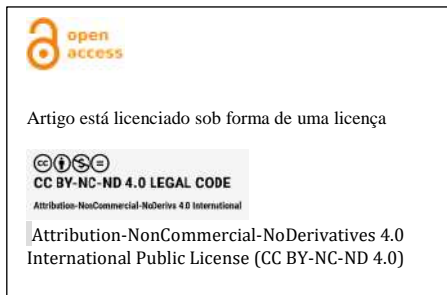 open
access
Artigo está licenciado sob forma de uma licença
CC BY-NC-ND 4.0 LEGAL CODE
Attribution-NonCommercial-NoDerivs 4.0 International
Attribution-NonCommercial-NoDerivatives 4.0
International Public License (CC BY-NC-ND 4.0)